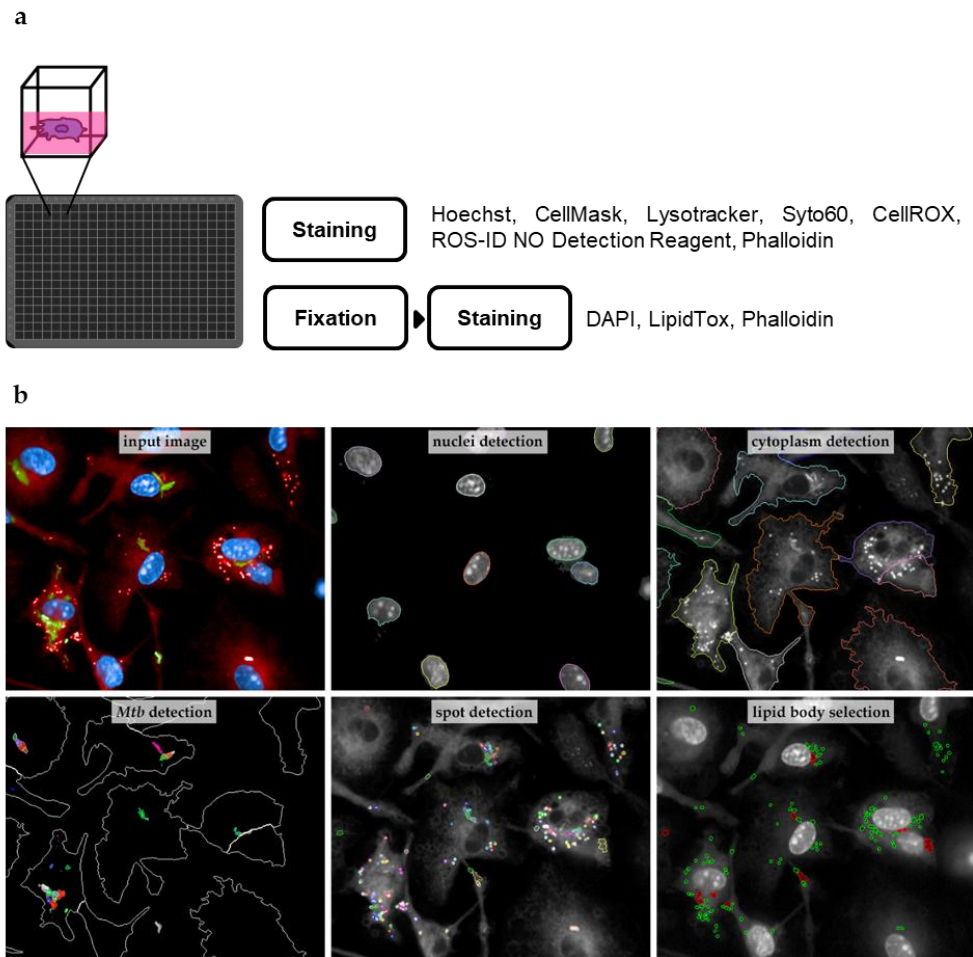 a
Staining
Hoechst, CellMask, Lysotracker, Syto60, CellROX,
ROS-ID NO Detection Reagent, Phalloidin
Fixation
Staining
DAPI, LipidTox, Phalloidin
b
input image
nuclei detection
cytoplasm detection
Mtb detection
spot detection
lipid body selection